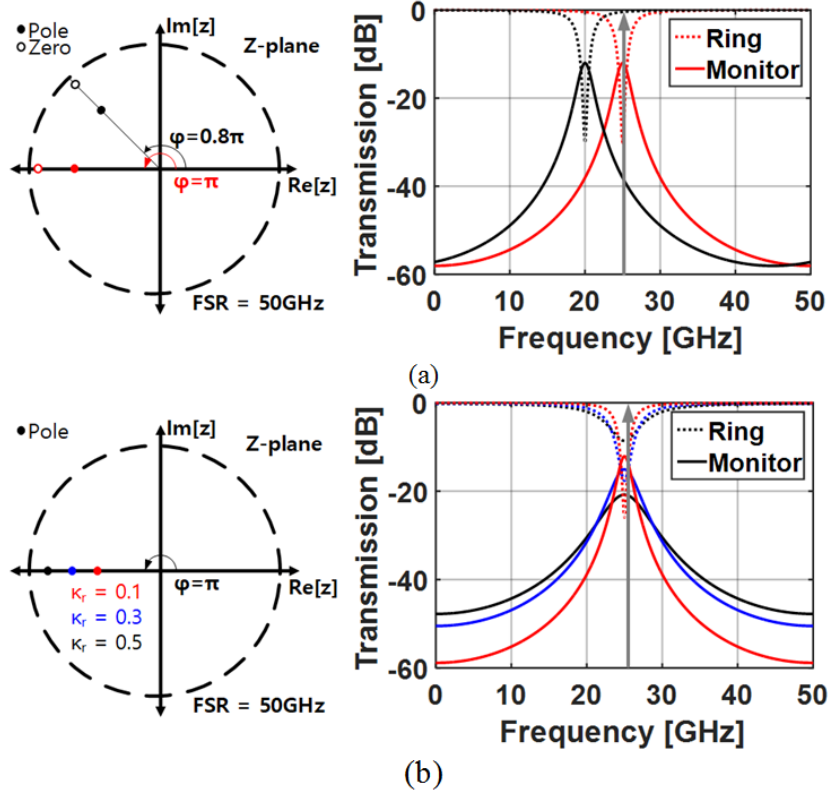 Im[z]
Z-plane
Pole
Zero
φ=0.8π
φ=π
Re[z]
FSR = 50GHz
Transmission [dB]
0
-20
-40
-60
Ring
Monitor
0 10 20 30 40 50
Frequency [GHz]
(a)
Im[z]
Z-plane
Pole
φ=π
Re[z]
κr = 0.1
κr = 0.3
κr = 0.5
FSR = 50GHz
Transmission [dB]
0
-20
-40
-60
Ring
Monitor
0 10 20 30 40 50
Frequency [GHz]
(b)